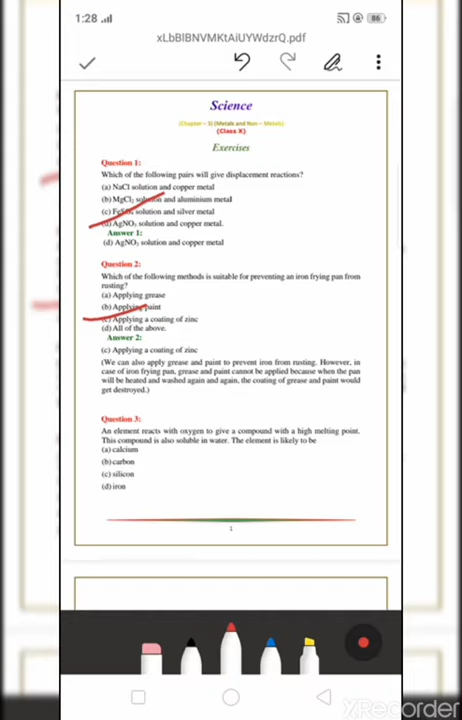 1:28
86
xLbBlBNVMKtAiUYWdzrQ.pdf
Science
(Chapter – 3) (Metals and Non – Metals)
(Class X)
Exercises
Question 1:
Which of the following pairs will give displacement reactions?
(a) NaCl solution and copper metal
(b) MgCl₂ solution and aluminium metal
(c) FeSO₄ solution and silver metal
(d) AgNO₃ solution and copper metal.
Answer 1:
(d) AgNO₃ solution and copper metal
Question 2:
Which of the following methods is suitable for preventing an iron frying pan from
rusting?
(a) Applying grease
(b) Applying paint
(c) Applying a coating of zinc
(d) All of the above.
Answer 2:
(c) Applying a coating of zinc
(We can also apply grease and paint to prevent iron from rusting. However, in
case of iron frying pan, grease and paint cannot be applied because when the pan
will be heated and washed again and again, the coating of grease and paint would
get destroyed.)
Question 3:
An element reacts with oxygen to give a compound with a high melting point.
This compound is also soluble in water. The element is likely to be
(a) calcium
(b) carbon
(c) silicon
(d) iron
1
XRecorder